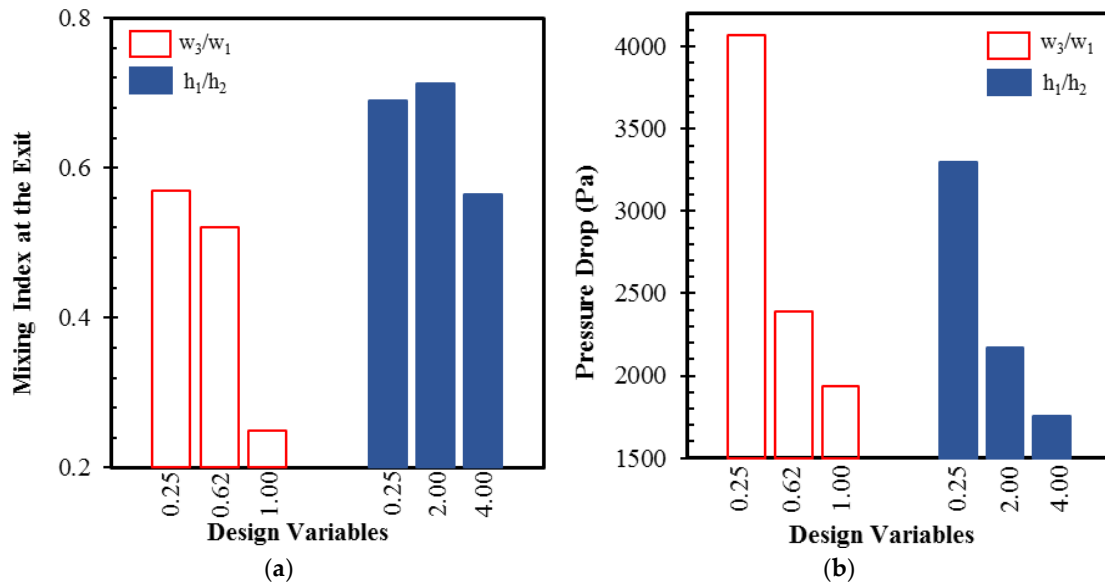 0.8
0.6
0.4
0.2
Mixing Index at the Exit
w3/w1
h1/h2
0.25
0.62
1.00
0.25
2.00
4.00
Design Variables
(a)
4000
3500
3000
2500
2000
1500
Pressure Drop (Pa)
w3/w1
h1/h2
0.25
0.62
1.00
0.25
2.00
4.00
Design Variables
(b)